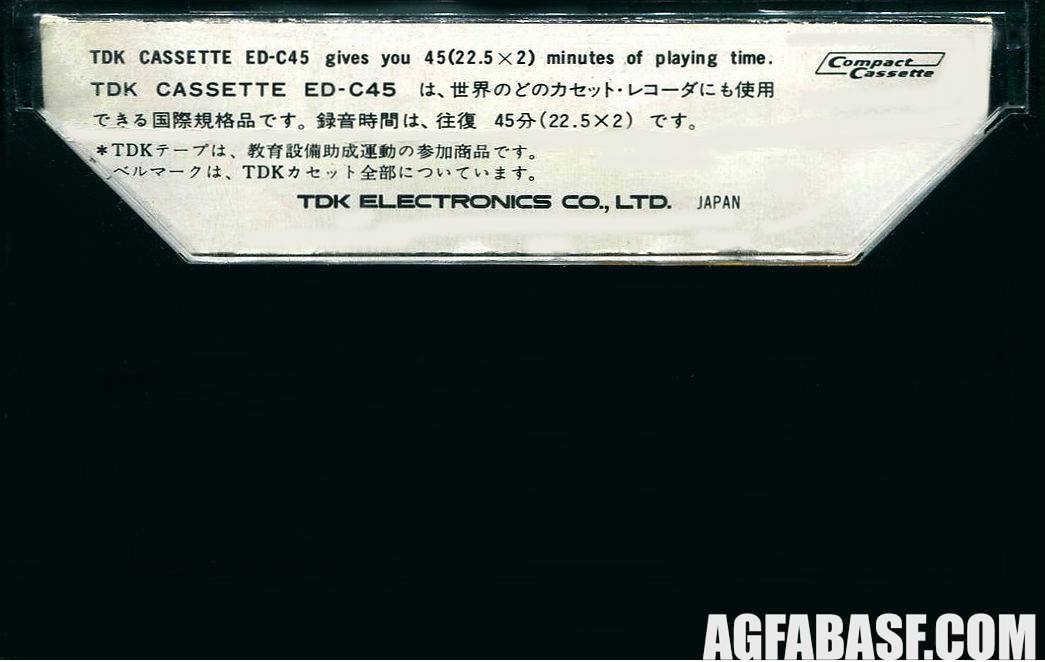 TDK CASSETTE ED-C45 gives you 45(22.5×2) minutes of playing time.
Compact
Cassette
TDK CASSETTE ED-C45 は、世界のどのカセット・レコーダにも使用
できる国際規格品です。録音時間は、往復 45分(22.5×2) です。
*TDKテープは、教育設備助成運動の参加商品です。
ベルマークは、TDKカセット全部についています。
TDK ELECTRONICS CO., LTD. JAPAN
AGFABASF.COM